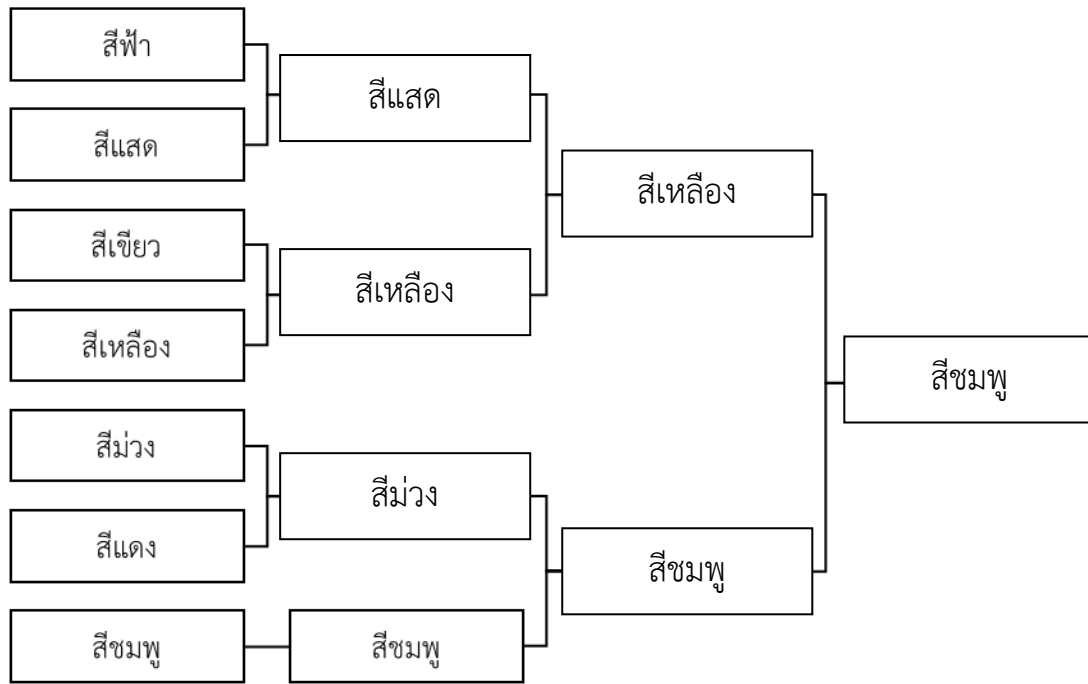 สีฟ้า
สีแสด
สีแสด
สีเหลือง
สีเขียว
สีเหลือง
สีเหลือง
สีชมพู
สีม่วง
สีม่วง
สีแดง
สีชมพู
สีชมพู
สีชมพู